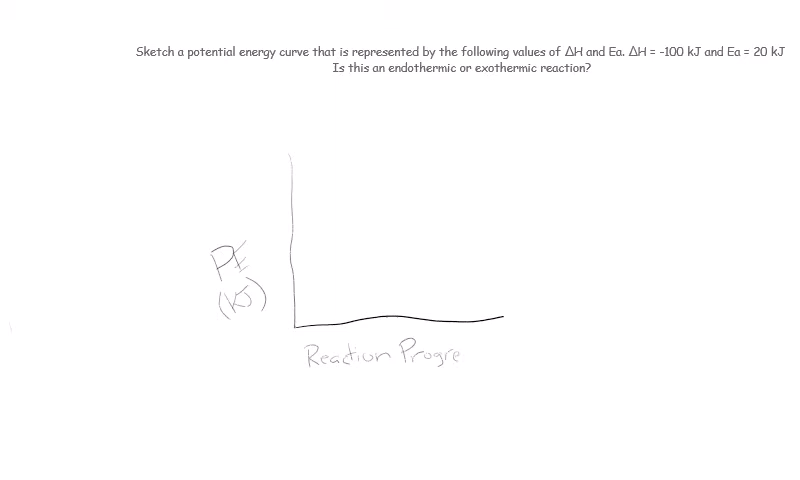 Sketch a potential energy curve that is represented by the following values of ΔH and Ea. ΔH = -100 kJ and Ea = 20 kJ
Is this an endothermic or exothermic reaction?
PE
(KJ)
Reaction Progre